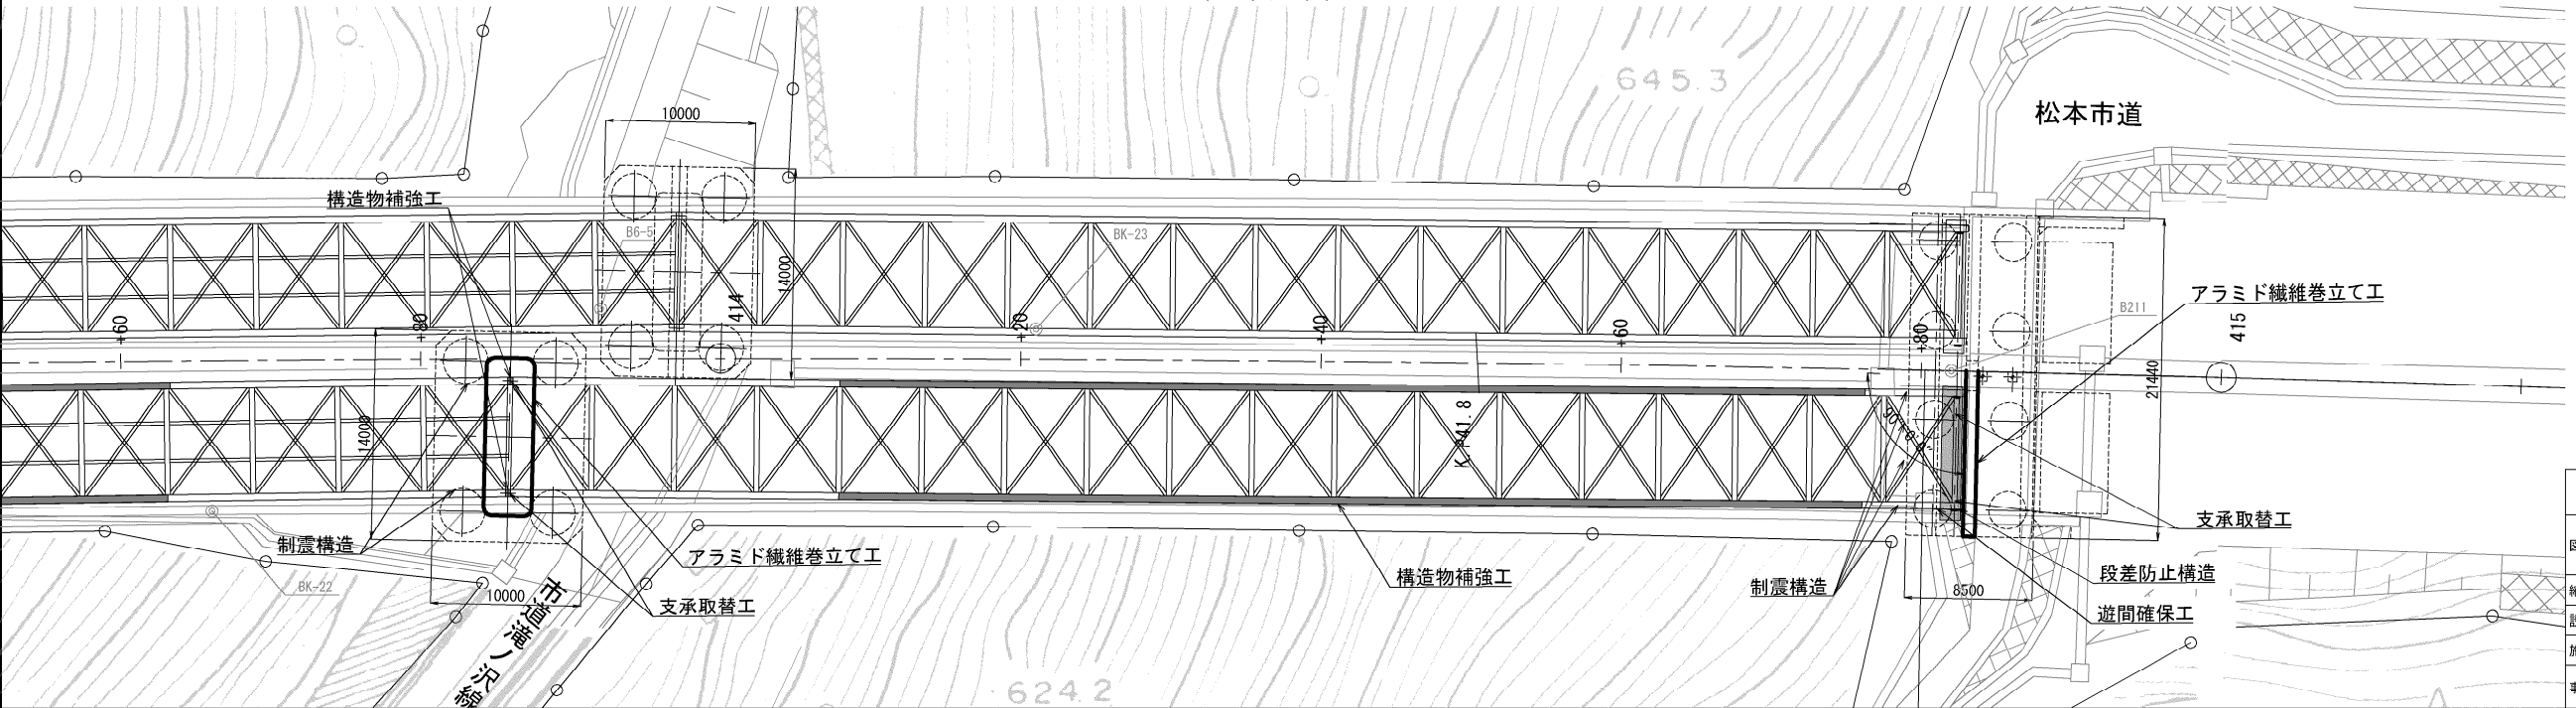 645.3
松本市道
10000
構造物補強工
B6-5
BK-23
14000
414
アラミド繊維巻立て工
B211
415
+60
+80
+20
+40
+60
+80
21440
14000
K.P41.8
制震構造
BK-22
アラミド繊維巻立て工
10000
支承取替工
市道滝ノ沢線
構造物補強工
制震構造
8500
支承取替工
段差防止構造
遊間確保工
624.2